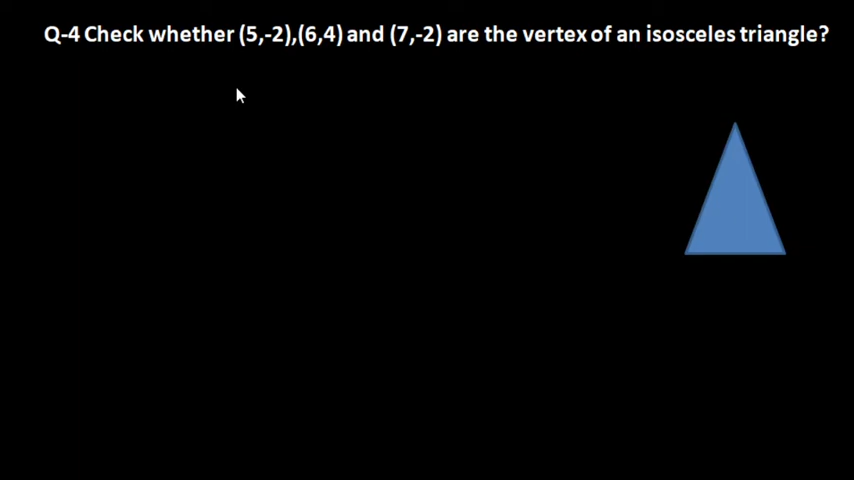 Q-4 Check whether (5,-2),(6,4) and (7,-2) are the vertex of an isosceles triangle?